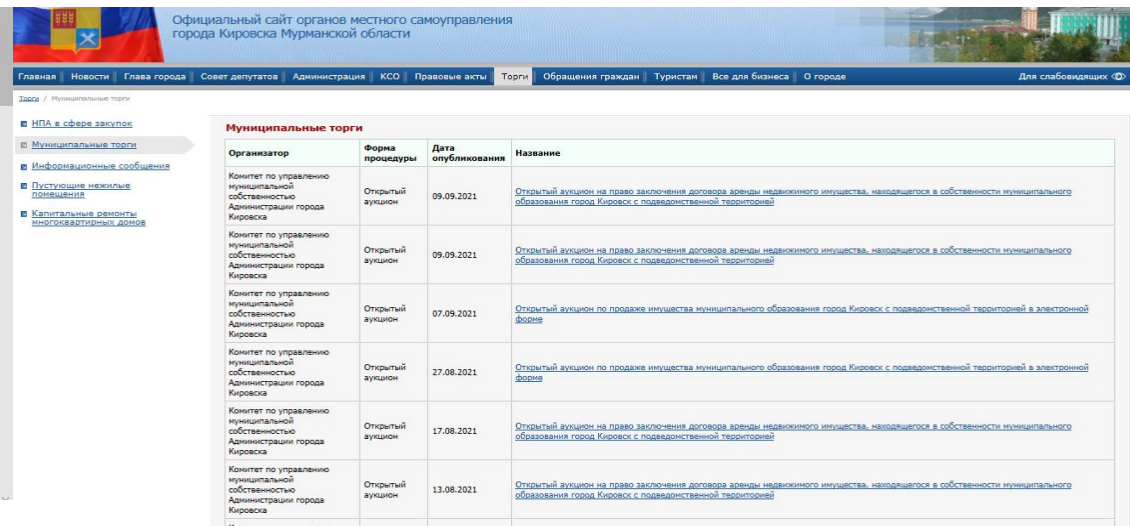 Официальный сайт органов местного самоуправления
города Кировска Мурманской области
Главная Новости Глава города Совет депутатов Администрация КСО Правовые акты Торги Обращения граждан Туристам Все для бизнеса О городе Для слабовидящих
Торги / Муниципальные торги
НПА в сфере закупок
Муниципальные торги
Информационные сообщения
Пустующие нежилые
помещения
Капитальные ремонты
многоквартирных домов
Муниципальные торги
Организатор
Форма
процедуры
Дата
опубликования
Название
Комитет по управлению
муниципальной
собственностью
Администрации города
Кировска
Открытый
аукцион
09.09.2021
Открытый аукцион на право заключения договора аренды недвижимого имущества, находящегося в собственности муниципального
образования город Кировск с подведомственной территорией
Комитет по управлению
муниципальной
собственностью
Администрации города
Кировска
Открытый
аукцион
09.09.2021
Открытый аукцион на право заключения договора аренды недвижимого имущества, находящегося в собственности муниципального
образования город Кировск с подведомственной территорией
Комитет по управлению
муниципальной
собственностью
Администрации города
Кировска
Открытый
аукцион
07.09.2021
Открытый аукцион по продаже имущества муниципального образования город Кировск с подведомственной территорией в электронной
форме
Комитет по управлению
муниципальной
собственностью
Администрации города
Кировска
Открытый
аукцион
27.08.2021
Открытый аукцион по продаже имущества муниципального образования город Кировск с подведомственной территорией в электронной
форме
Комитет по управлению
муниципальной
собственностью
Администрации города
Кировска
Открытый
аукцион
17.08.2021
Открытый аукцион на право заключения договора аренды недвижимого имущества, находящегося в собственности муниципального
образования город Кировск с подведомственной территорией
Комитет по управлению
муниципальной
собственностью
Администрации города
Кировска
Открытый
аукцион
13.08.2021
Открытый аукцион на право заключения договора аренды недвижимого имущества, находящегося в собственности муниципального
образования город Кировск с подведомственной территорией